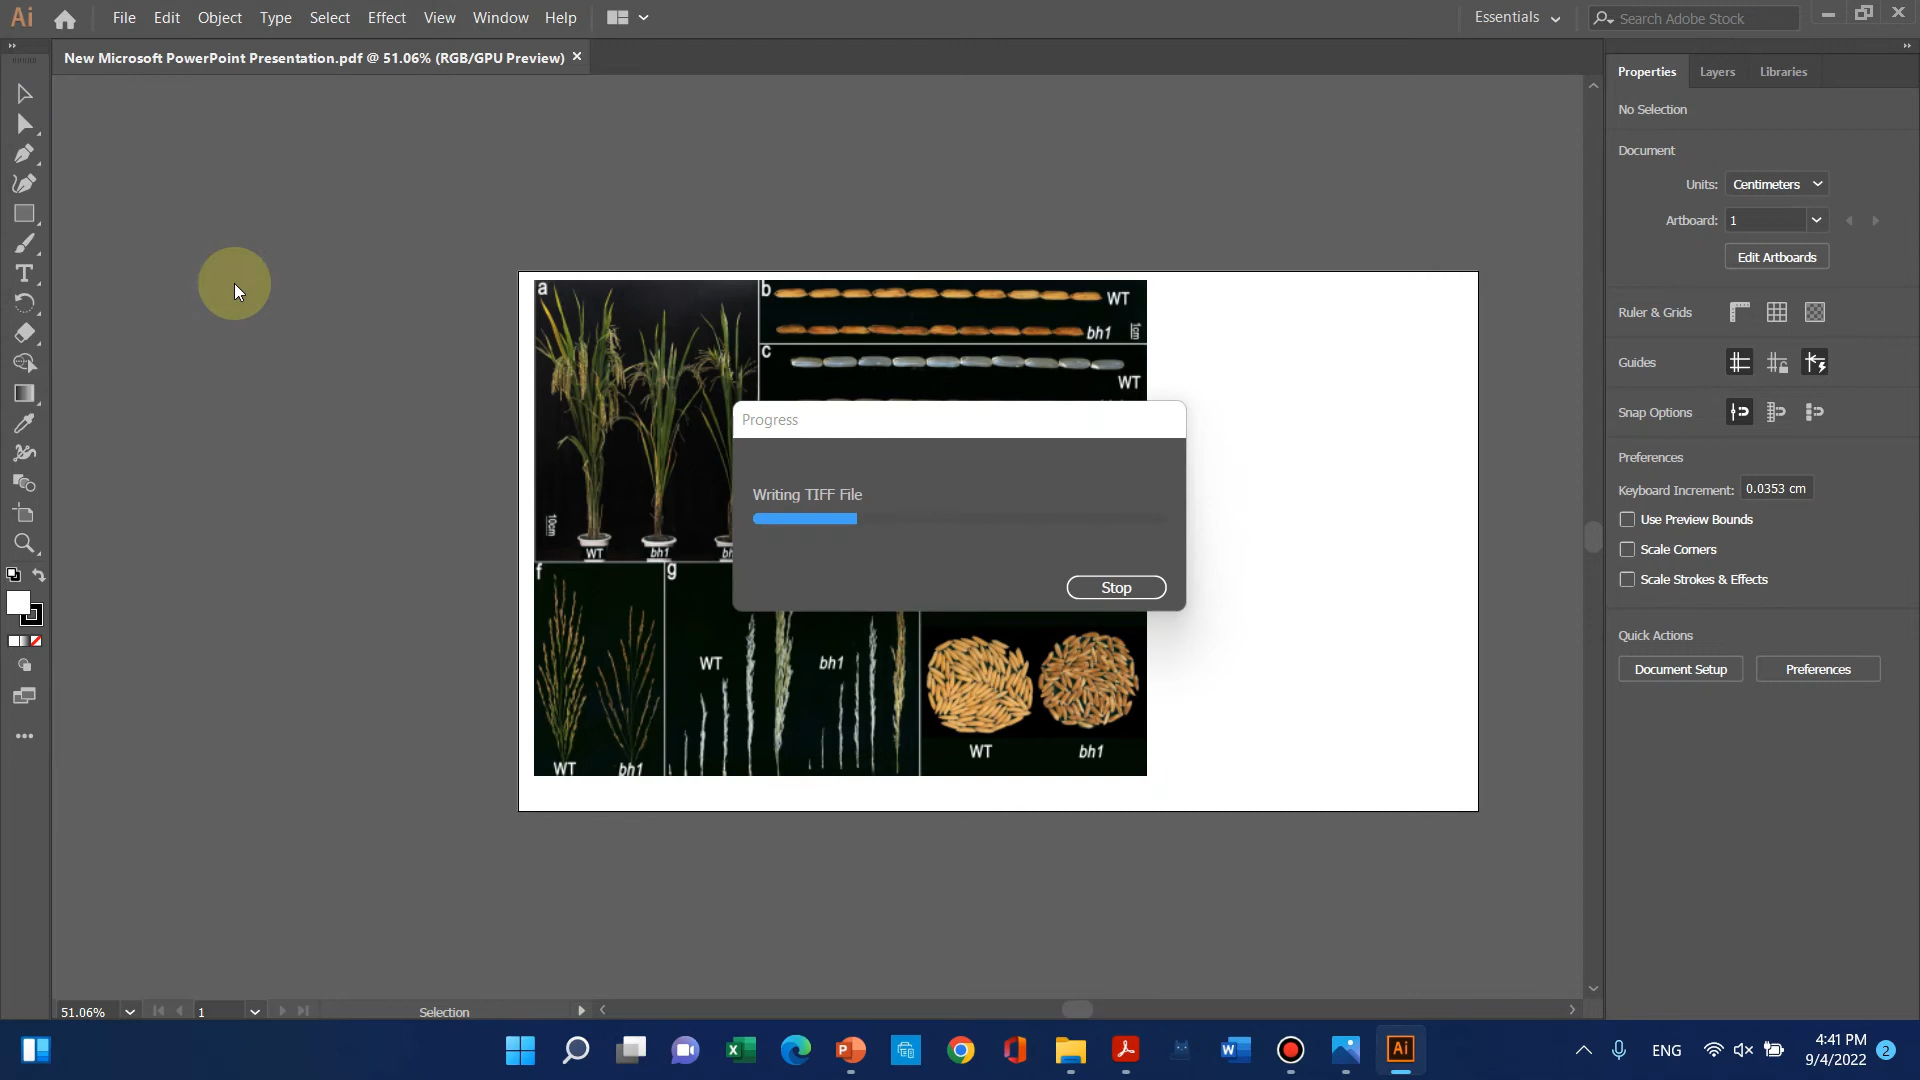 Ai File Edit Object Type Select Effect View Window Help Essentials Search Adobe Stock
New Microsoft PowerPoint Presentation.pdf @ 51.06% (RGB/GPU Preview)
Properties Layers Libraries
No Selection
Document
Units: Centimeters
Artboard: 1
Edit Artboards
Ruler & Grids
Guides
Snap Options
Preferences
Keyboard Increment: 0.0353 cm
Use Preview Bounds
Scale Corners
Scale Strokes & Effects
Quick Actions
Document Setup Preferences
a
10cm
WT bh1
b
WT
bh1
1cm
c
WT
Progress
Writing TIFF File
Stop
f
WT bh1
g
WT bh1
WT bh1
51.06% 1 Selection
Ai
ENG
4:41 PM
9/4/2022
2